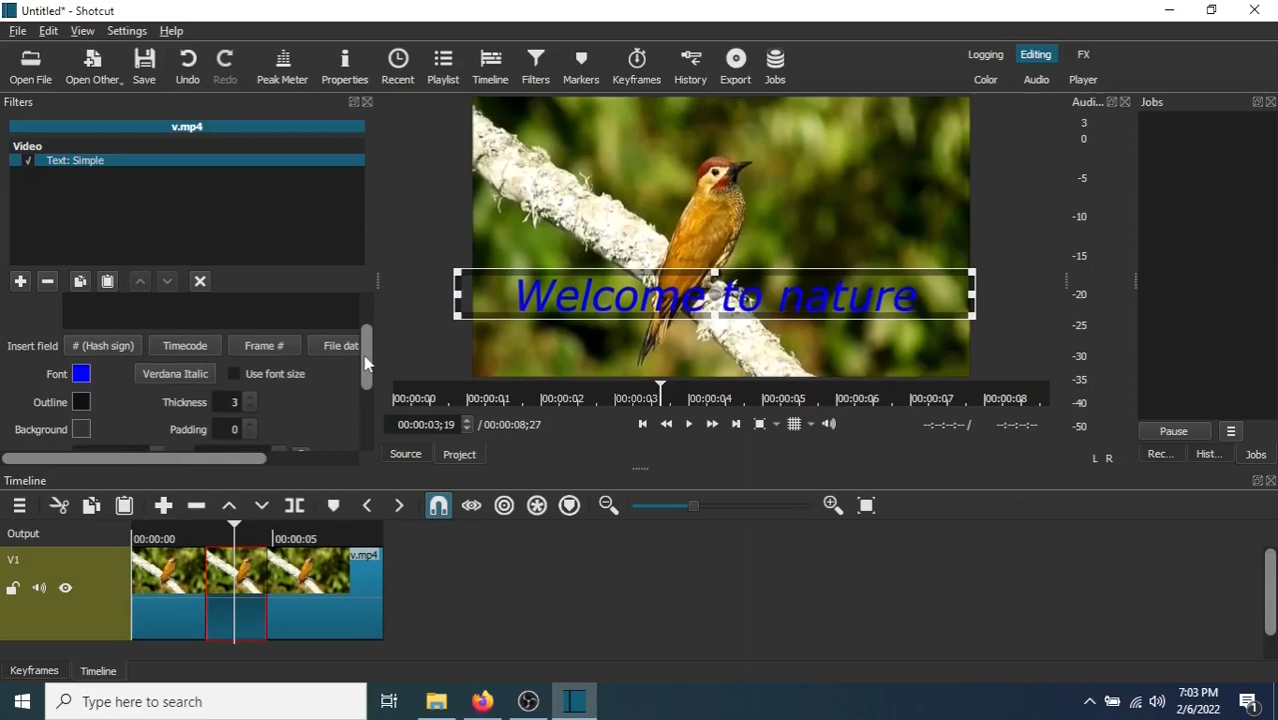 Untitled* - Shotcut
File Edit View Settings Help
Open File Open Other.. Save Undo Redo Peak Meter Properties Recent Playlist Timeline Filters Markers Keyframes History Export Jobs
Logging Editing FX
Color Audio Player
Filters
v.mp4
Video
✓ Text: Simple
Insert field # (Hash sign) Timecode Frame # File dat
Font Verdana Italic Use font size
Outline Thickness 3
Background Padding 0
Welcome to nature
00:00:00 00:00:01 00:00:02 00:00:03 00:00:04 00:00:05 00:00:06 00:00:07 00:00:08
00:00:03;19 / 00:00:08;27 --:--:--:-- / --:--:--:--
Source Project
Audi...
3
0
-5
-10
-15
-20
-25
-30
-35
-40
-50
L R
Jobs
Pause
Rec... Hist... Jobs
Timeline
Output
00:00:00 00:00:05
V1
v.mp4
Keyframes Timeline
Type here to search
7:03 PM
2/6/2022
1